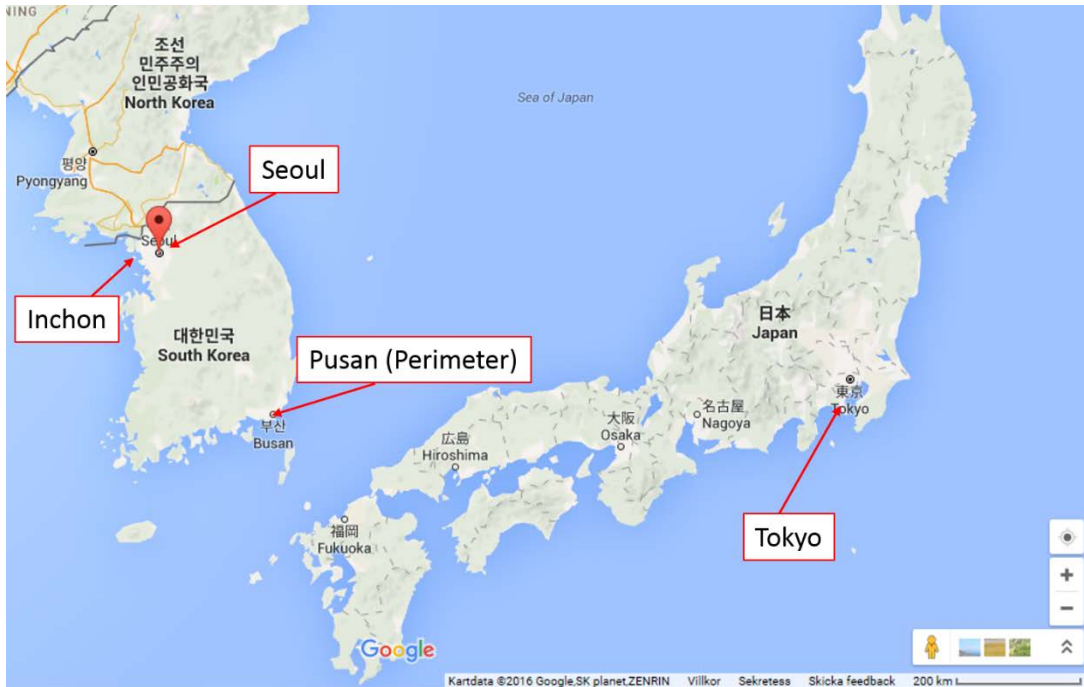 NING
조선
민주주의
인민공화국
North Korea
Sea of Japan
평양
Pyongyang
Seoul
Seoul
Inchon
대한민국
South Korea
Pusan (Perimeter)
부산
Busan
日本
Japan
東京
Tokyo
名古屋
Nagoya
大阪
Osaka
広島
Hiroshima
福岡
Fukuoka
Tokyo
Google
Kartdata ©2016 Google,SK planet,ZENRIN Villkor Sekretess Skicka feedback 200 km